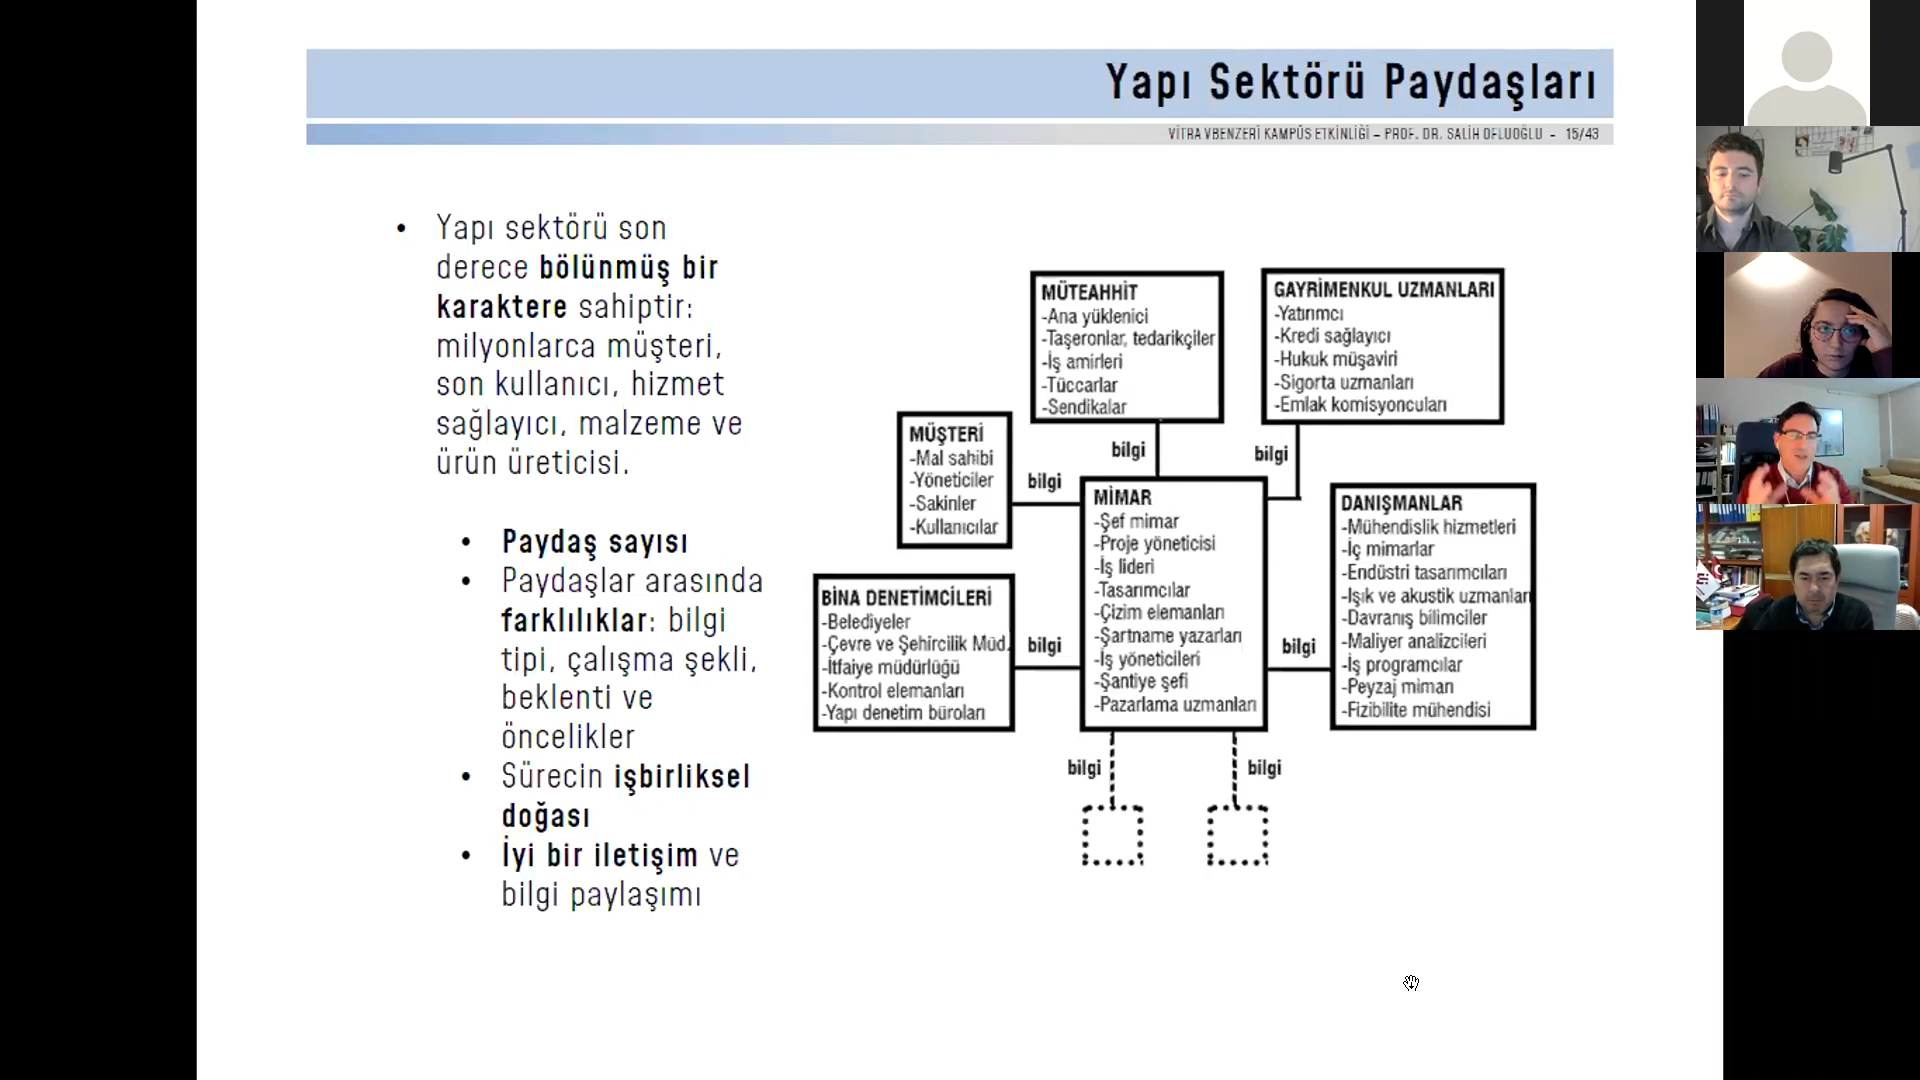 Yapı Sektörü Paydaşları
VİTRA VBENZERİ KAMPÜS ETKİNLİĞİ – PROF. DR. SALİH OFLUOĞLU - 15/43
• Yapı sektörü son
derece bölünmüş bir
karaktere sahiptir:
milyonlarca müşteri,
son kullanıcı, hizmet
sağlayıcı, malzeme ve
ürün üreticisi.
• Paydaş sayısı
• Paydaşlar arasında
farklılıklar: bilgi
tipi, çalışma şekli,
beklenti ve
öncelikler
• Sürecin işbirliksel
doğası
• İyi bir iletişim ve
bilgi paylaşımı
MÜTEAHHİT
-Ana yüklenici
-Taşeronlar, tedarikçiler
-İş amirleri
-Tüccarlar
-Sendikalar
GAYRİMENKUL UZMANLARI
-Yatırımcı
-Kredi sağlayıcı
-Hukuk müşaviri
-Sigorta uzmanları
-Emlak komisyoncuları
MÜŞTERİ
-Mal sahibi
-Yöneticiler
-Sakinler
-Kullanıcılar
bilgi
bilgi
bilgi
MİMAR
-Şef mimar
-Proje yöneticisi
-İş lideri
-Tasarımcılar
-Çizim elemanları
-Şartname yazarları
-İş yöneticileri
-Şantiye şefi
-Pazarlama uzmanları
DANIŞMANLAR
-Mühendislik hizmetleri
-İç mimarlar
-Endüstri tasarımcıları
-Işık ve akustik uzmanları
-Davranış bilimciler
-Maliyer analizcileri
-İş programcılar
-Peyzaj mimarı
-Fizibilite mühendisi
BİNA DENETİMCİLERİ
-Belediyeler
-Çevre ve Şehircilik Müd.
-İtfaiye müdürlüğü
-Kontrol elemanları
-Yapı denetim büroları
bilgi
bilgi
bilgi
bilgi